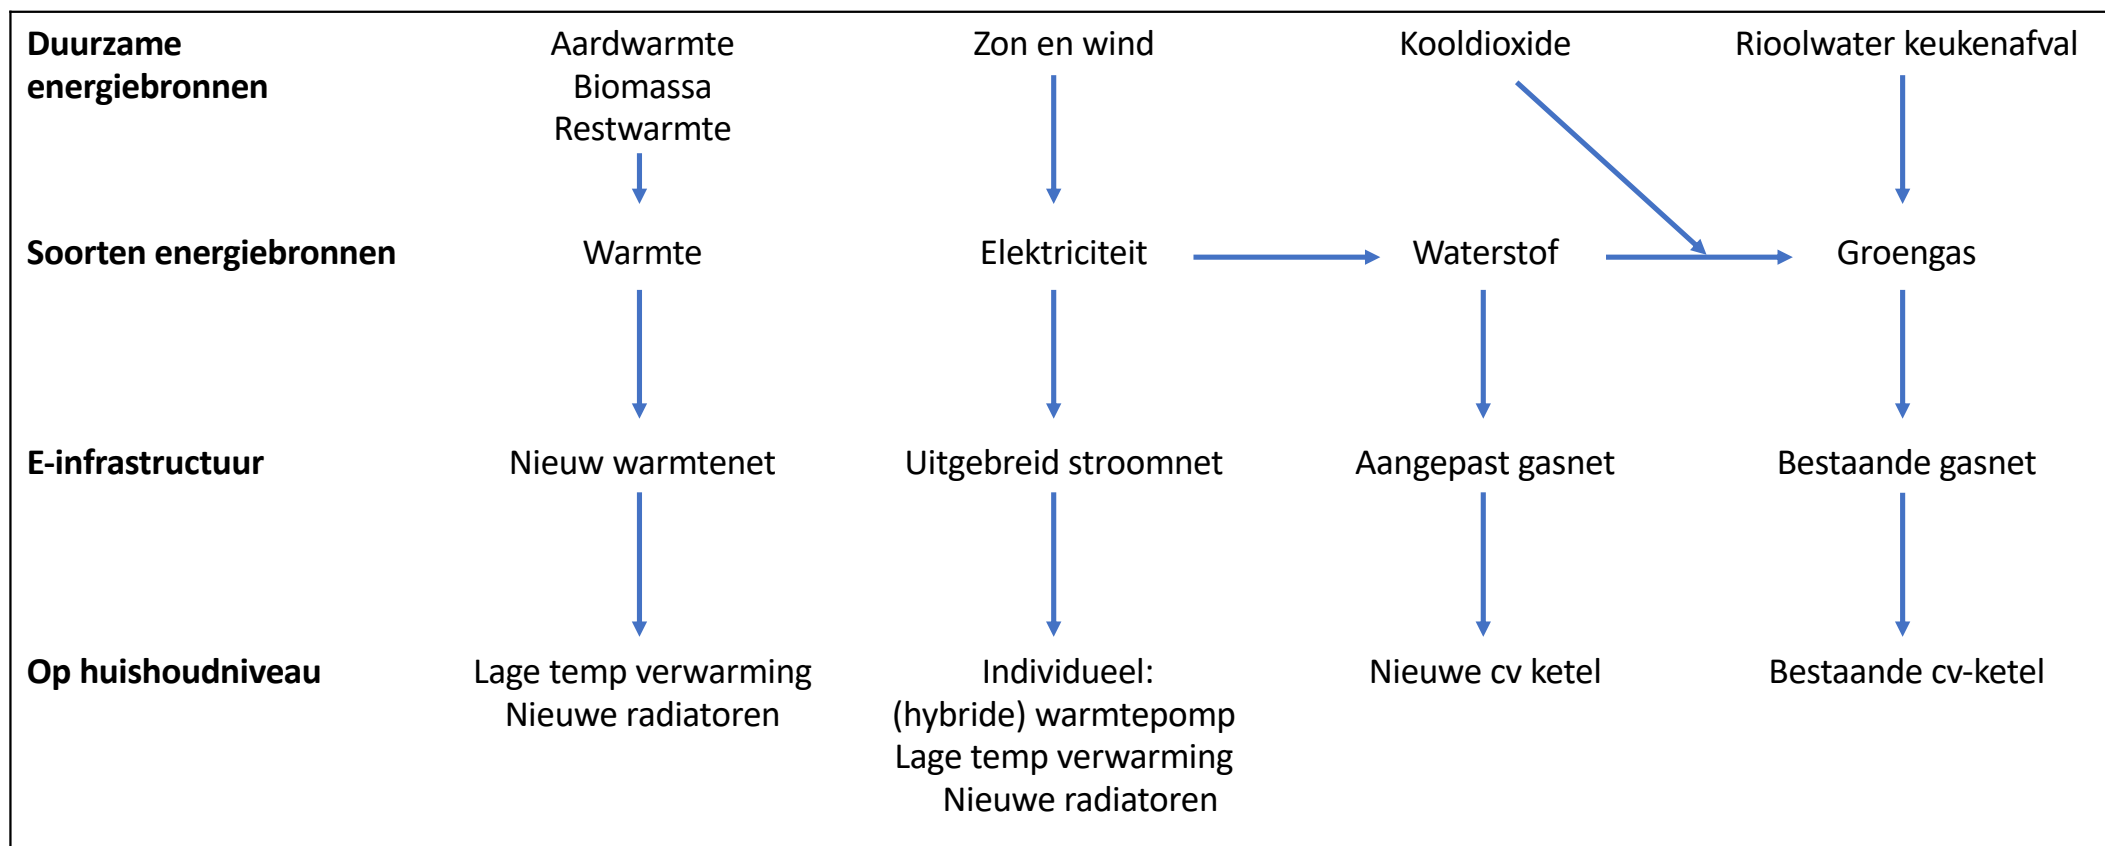 Duurzame
energiebronnen
Aardwarmte
Biomassa
Restwarmte
Zon en wind
Kooldioxide
Rioolwater keukenafval
Soorten energiebronnen
Warmte
Elektriciteit
Waterstof
Groengas
E-infrastructuur
Nieuw warmtenet
Uitgebreid stroomnet
Aangepast gasnet
Bestaande gasnet
Op huishoudniveau
Lage temp verwarming
Nieuwe radiatoren
Individueel:
(hybride) warmtepomp
Lage temp verwarming
Nieuwe radiatoren
Nieuwe cv ketel
Bestaande cv-ketel